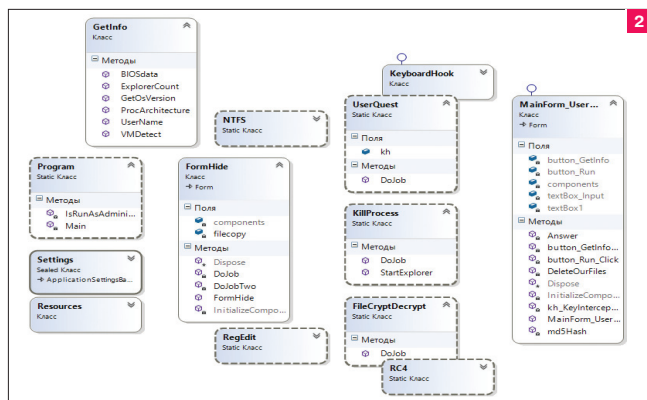 2
GetInfo
Класс
Методы
BIOSdata
ExplorerCount
GetOsVersion
ProcArchitecture
UserName
VMDetect
NTFS
Static Класс
KeyboardHook
UserQuest
Static Класс
Поля
kh
Методы
DoJob
MainForm_User...
Класс
Form
Поля
button_GetInfo
button_Run
components
textBox_Input
textBox1
Методы
Answer
button_GetInfo...
button_Run_Click
DeleteOurFiles
Dispose
InitializeCompo...
kh_KeyIntercep...
MainForm_User...
md5Hash
Program
Static Класс
Методы
IsRunAsAdmini...
Main
FormHide
Класс
Form
Поля
components
filecopy
Методы
Dispose
DoJob
DoJobTwo
FormHide
InitializeCompo...
KillProcess
Static Класс
Методы
DoJob
StartExplorer
Settings
Sealed Класс
ApplicationSettingsBa...
Resources
Класс
RegEdit
Static Класс
FileCryptDecrypt
Static Класс
Методы
DoJob
RC4
Static Класс